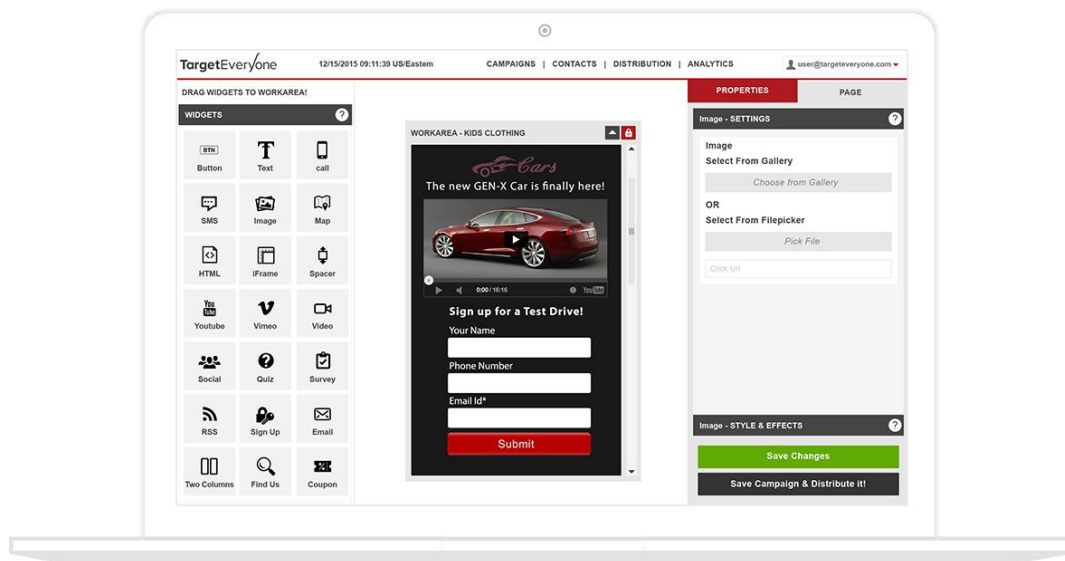 TargetEveryone
12/15/2015 09:11:39 US/Eastern
CAMPAIGNS | CONTACTS | DISTRIBUTION | ANALYTICS
user@targeteveryone.com
DRAG WIDGETS TO WORKAREA!
WIDGETS
?
BTN
Button
Text
call
SMS
Image
Map
HTML
iFrame
Spacer
You Tube
Youtube
Vimeo
Video
Social
Quiz
Survey
RSS
Sign Up
Email
Two Columns
Find Us
Coupon
WORKAREA - KIDS CLOTHING
Cars
The new GEN-X Car is finally here!
0:00 / 16:16
YouTube
Sign up for a Test Drive!
Your Name
Phone Number
Email Id*
Submit
PROPERTIES
PAGE
Image - SETTINGS
?
Image
Select From Gallery
Choose from Gallery
OR
Select From Filepicker
Pick File
Click Url
Image - STYLE & EFFECTS
?
Save Changes
Save Campaign & Distribute it!